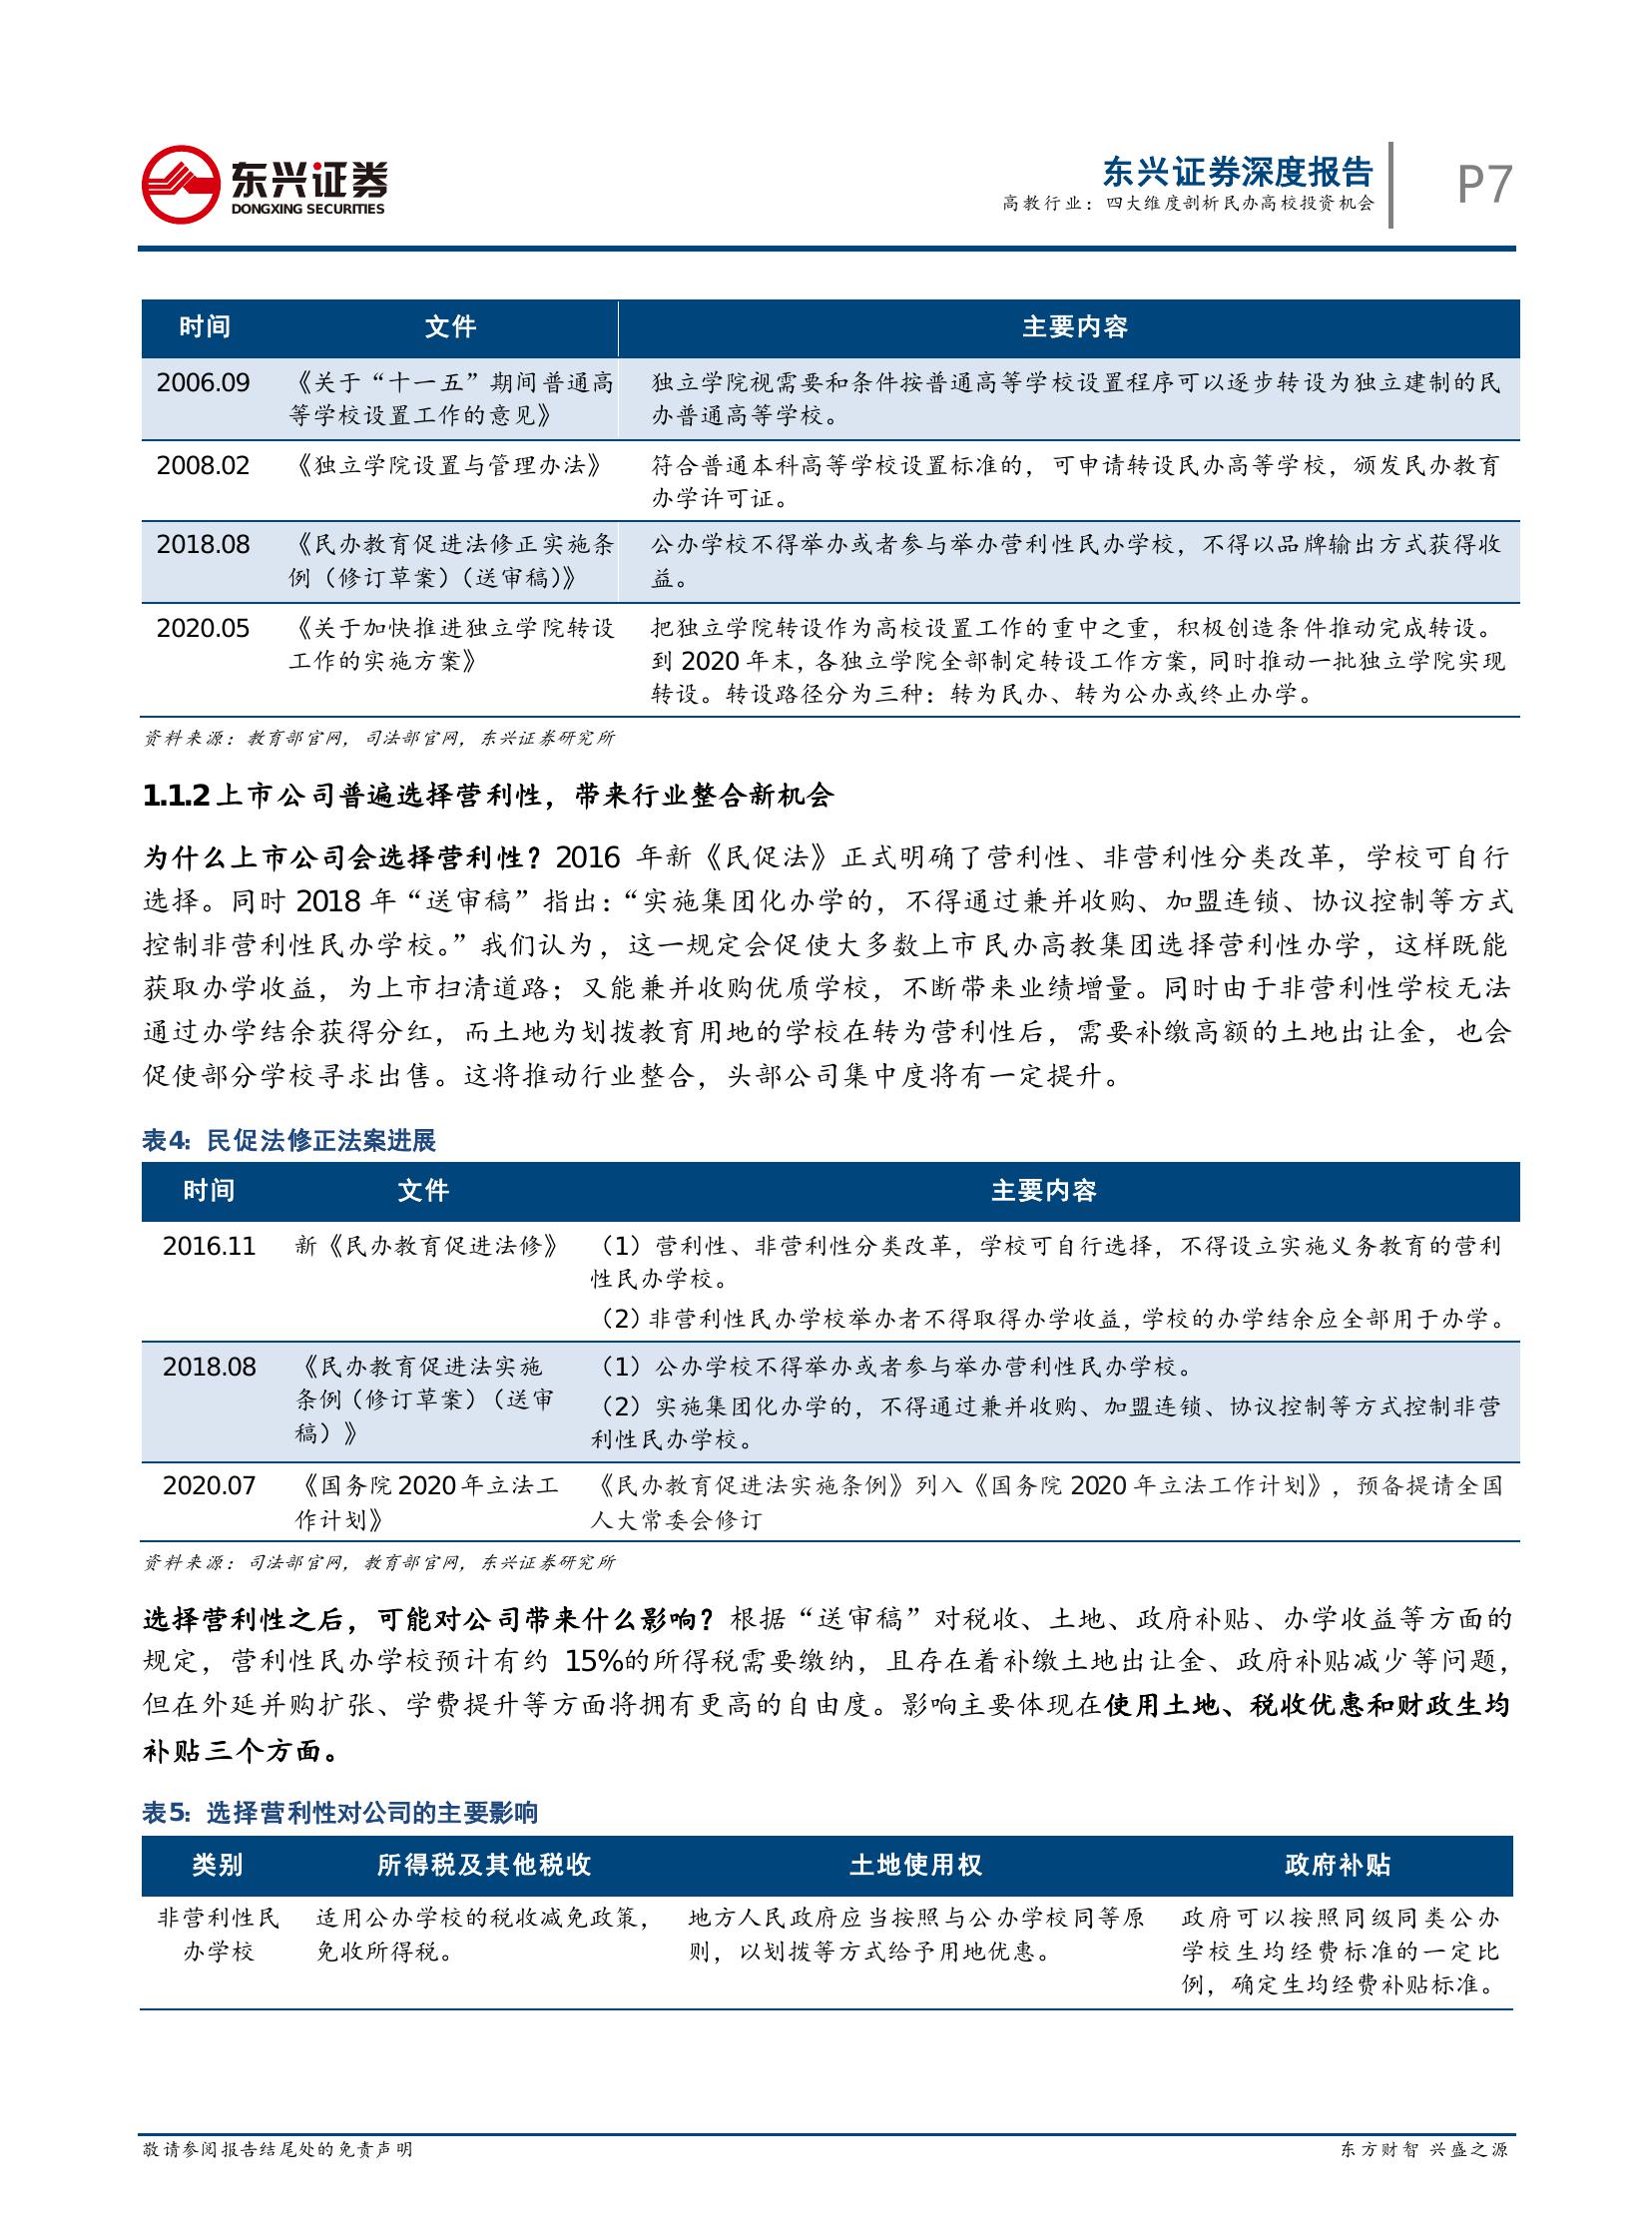 东兴证券
DONGXING SECURITIES
东兴证券深度报告
高教行业：四大维度剖析民办高校投资机会
P7
时间 文件 主要内容
2006.09 《关于“十一五”期间普通高 独立学院视需要和条件按普通高等学校设置程序可以逐步转设为独立建制的民
等学校设置工作的意见》 办普通高等学校。
2008.02 《独立学院设置与管理办法》 符合普通本科高等学校设置标准的，可申请转设民办高等学校，颁发民办教育
办学许可证。
2018.08 《民办教育促进法修正实施条 公办学校不得举办或者参与举办营利性民办学校，不得以品牌输出方式获得收
例（修订草案）（送审稿）》 益。
2020.05 《关于加快推进独立学院转设 把独立学院转设作为高校设置工作的重中之重，积极创造条件推动完成转设。
工作的实施方案》 到 2020 年末，各独立学院全部制定转设工作方案，同时推动一批独立学院实现
转设。转设路径分为三种：转为民办、转为公办或终止办学。
资料来源：教育部官网，司法部官网，东兴证券研究所
1.1.2 上市公司普遍选择营利性，带来行业整合新机会
为什么上市公司会选择营利性？2016 年新《民促法》正式明确了营利性、非营利性分类改革，学校可自行
选择。同时 2018 年“送审稿”指出：“实施集团化办学的，不得通过兼并收购、加盟连锁、协议控制等方式
控制非营利性民办学校。”我们认为，这一规定会促使大多数上市民办高教集团选择营利性办学，这样既能
获取办学收益，为上市扫清道路；又能兼并收购优质学校，不断带来业绩增量。同时由于非营利性学校无法
通过办学结余获得分红，而土地为划拨教育用地的学校在转为营利性后，需要补缴高额的土地出让金，也会
促使部分学校寻求出售。这将推动行业整合，头部公司集中度将有一定提升。
表4: 民促法修正法案进展
时间 文件 主要内容
2016.11 新《民办教育促进法修》 （1）营利性、非营利性分类改革，学校可自行选择，不得设立实施义务教育的营利
性民办学校。
（2）非营利性民办学校举办者不得取得办学收益，学校的办学结余应全部用于办学。
2018.08 《民办教育促进法实施 （1）公办学校不得举办或者参与举办营利性民办学校。
条例（修订草案）（送审 （2）实施集团化办学的，不得通过兼并收购、加盟连锁、协议控制等方式控制非营
稿）》 利性民办学校。
2020.07 《国务院 2020 年立法工 《民办教育促进法实施条例》列入《国务院 2020 年立法工作计划》，预备提请全国
作计划》 人大常委会修订
资料来源：司法部官网，教育部官网，东兴证券研究所
选择营利性之后，可能对公司带来什么影响？根据“送审稿”对税收、土地、政府补贴、办学收益等方面的
规定，营利性民办学校预计有约 15%的所得税需要缴纳，且存在着补缴土地出让金、政府补贴减少等问题，
但在外延并购扩张、学费提升等方面将拥有更高的自由度。影响主要体现在使用土地、税收优惠和财政生均
补贴三个方面。
表5: 选择营利性对公司的主要影响
类别 所得税及其他税收 土地使用权 政府补贴
非营利性民 适用公办学校的税收减免政策， 地方人民政府应当按照与公办学校同等原 政府可以按照同级同类公办
办学校 免收所得税。 则，以划拨等方式给予用地优惠。 学校生均经费标准的一定比
例，确定生均经费补贴标准。
敬请参阅报告结尾处的免责声明
东方财智 兴盛之源